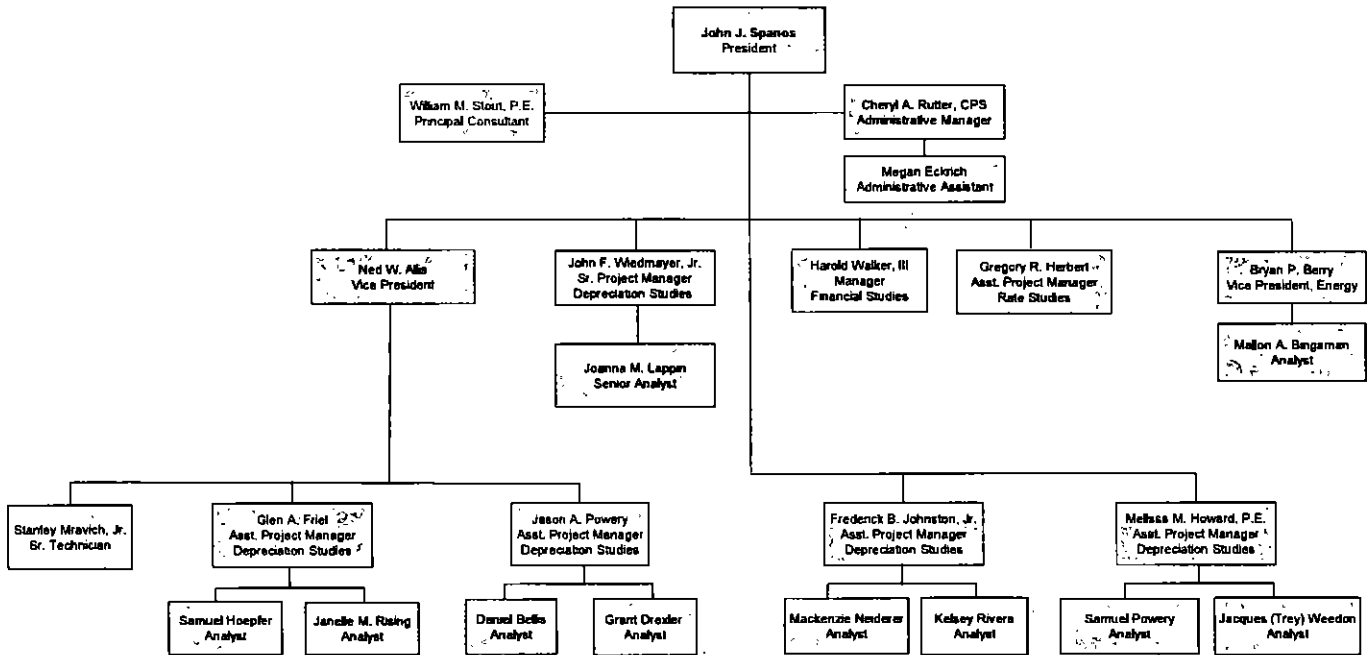 John J. Spanos
President
William M. Stout, P.E.
Principal Consultant
Cheryl A. Rutter, CPS
Administrative Manager
Megan Eckrich
Administrative Assistant
Ned W. Allis
Vice President
John F. Wiedmayer, Jr.
Sr. Project Manager
Depreciation Studies
Harold Walker, III
Manager
Financial Studies
Gregory R. Herbert
Asst. Project Manager
Rate Studies
Bryan P. Berry
Vice President, Energy
Joanna M. Lappin
Senior Analyst
Mallon A. Bingaman
Analyst
Stanley Mravich, Jr.
Sr. Technician
Glen A. Friel
Asst. Project Manager
Depreciation Studies
Jason A. Powery
Asst. Project Manager
Depreciation Studies
Frederick B. Johnston, Jr.
Asst. Project Manager
Depreciation Studies
Melissa M. Howard, P.E.
Asst. Project Manager
Depreciation Studies
Samuel Hoepfer
Analyst
Janelle M. Rising
Analyst
Daniel Bellis
Analyst
Grant Drexler
Analyst
Mackenzie Neiderer
Analyst
Kelsey Rivera
Analyst
Samuel Powery
Analyst
Jacques (Trey) Weedon
Analyst